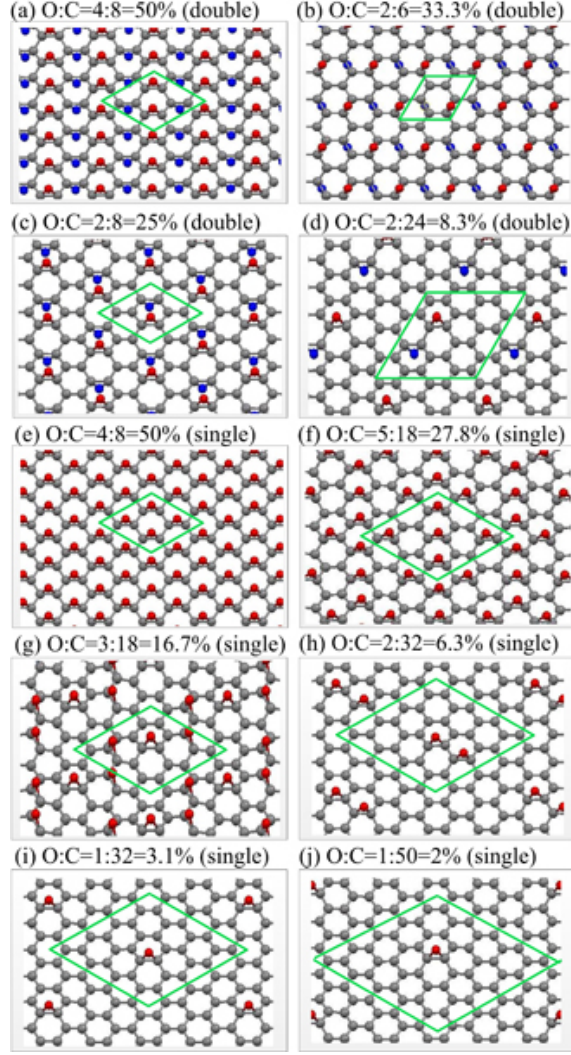 (a) O:C=4:8=50% (double)
(b) O:C=2:6=33.3% (double)
(c) O:C=2:8=25% (double)
(d) O:C=2:24=8.3% (double)
(e) O:C=4:8=50% (single)
(f) O:C=5:18=27.8% (single)
(g) O:C=3:18=16.7% (single)
(h) O:C=2:32=6.3% (single)
(i) O:C=1:32=3.1% (single)
(j) O:C=1:50=2% (single)